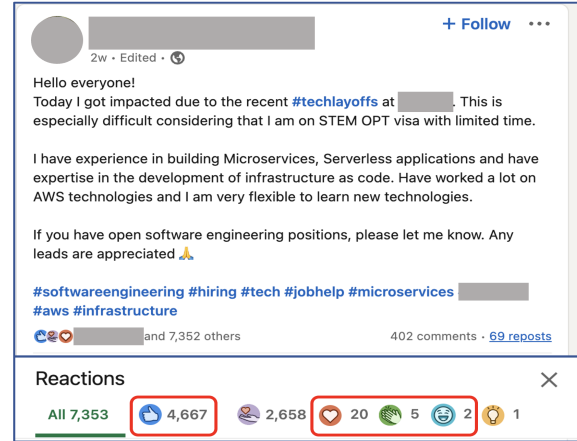 + Follow
2w • Edited •
Hello everyone!
Today I got impacted due to the recent #techlayoffs at . This is
especially difficult considering that I am on STEM OPT visa with limited time.
I have experience in building Microservices, Serverless applications and have
expertise in the development of infrastructure as code. Have worked a lot on
AWS technologies and I am very flexible to learn new technologies.
If you have open software engineering positions, please let me know. Any
leads are appreciated 🙏
#softwareengineering #hiring #tech #jobhelp #microservices
#aws #infrastructure
and 7,352 others 402 comments • 69 reposts
Reactions
All 7,353 4,667 2,658 20 5 2 1